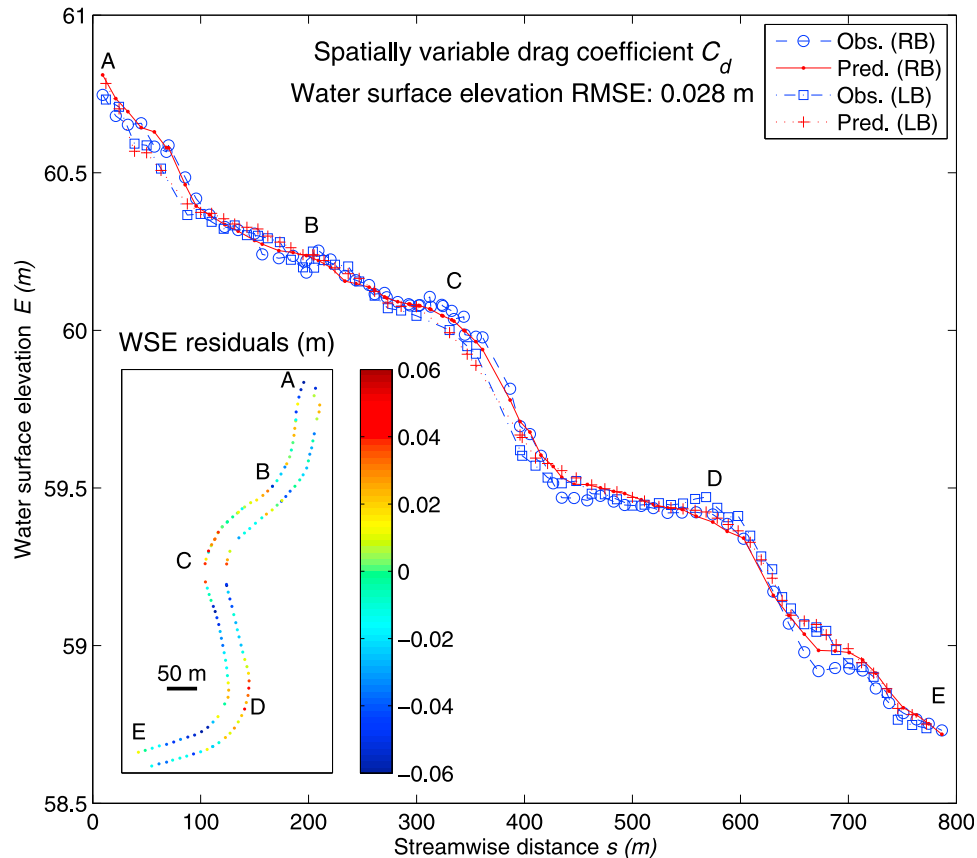 Spatially variable drag coefficient C_d
Water surface elevation RMSE: 0.028 m
Obs. (RB)
Pred. (RB)
Obs. (LB)
Pred. (LB)
A
B
C
D
E
Water surface elevation E (m)
61
60.5
60
59.5
59
58.5
WSE residuals (m)
A
B
C
D
E
50 m
0.06
0.04
0.02
0
−0.02
−0.04
−0.06
0 100 200 300 400 500 600 700 800
Streamwise distance s (m)